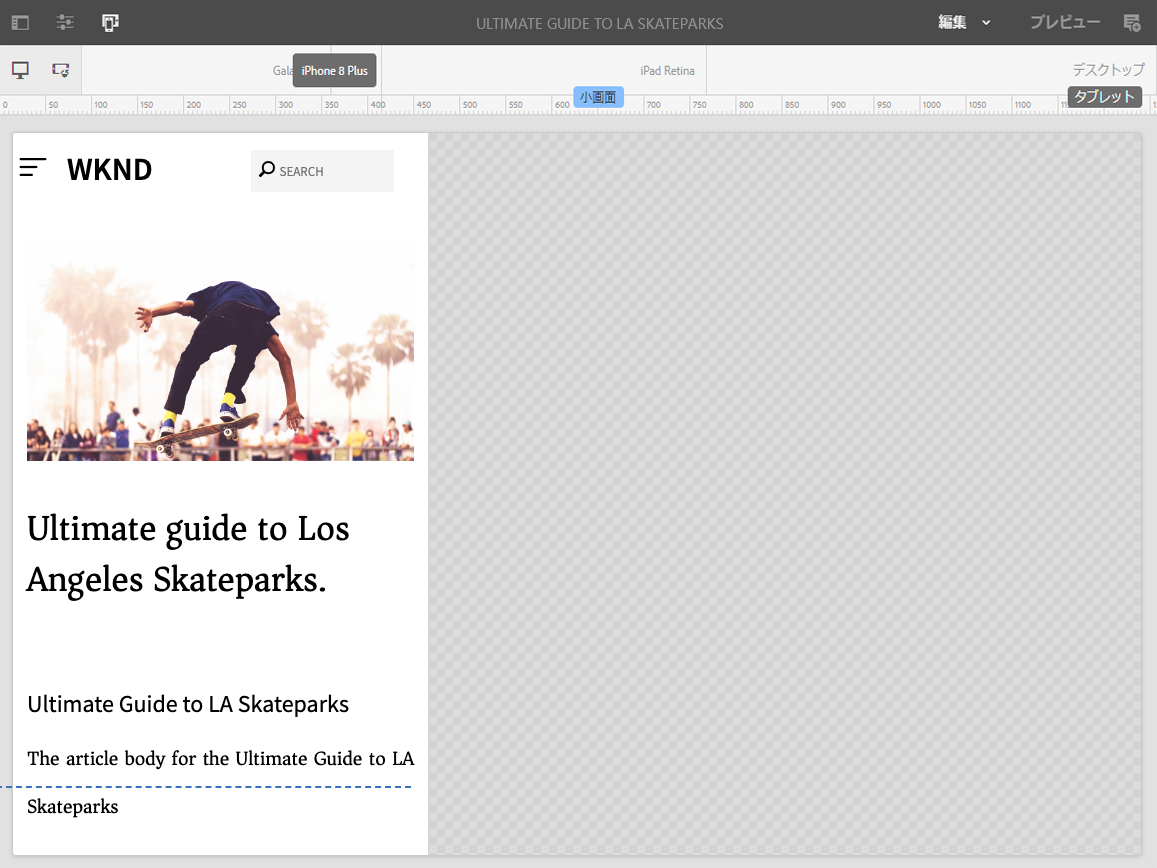 ULTIMATE GUIDE TO LA SKATEPARKS
編集
プレビュー
Gala
iPhone 8 Plus
iPad Retina
デスクトップ
0 50 100 150 200 250 300 350 400 450 500 550 600 700 750 800 850 900 950 1000 1050 1100
小画面
タブレット
WKND
SEARCH
Ultimate guide to Los
Angeles Skateparks.
Ultimate Guide to LA Skateparks
The article body for the Ultimate Guide to LA
Skateparks